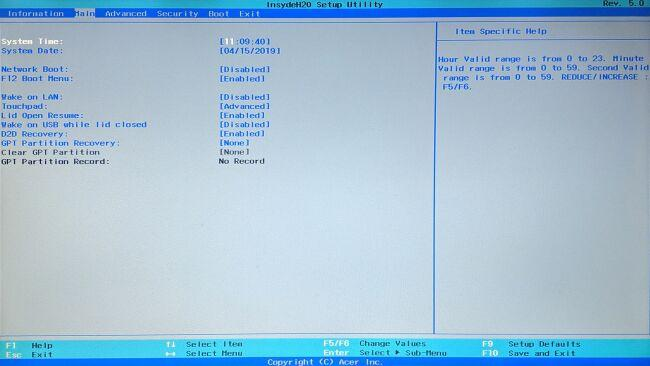 InsydeH2O Setup Utility Rev. 5.0
Information Main Advanced Security Boot Exit
Item Specific Help
System Time: [11:09:40]
System Date: [04/15/2019]
Network Boot: [Disabled]
F12 Boot Menu: [Enabled]
Wake on LAN: [Disabled]
Touchpad: [Advanced]
Lid Open Resume: [Enabled]
Wake on USB while lid closed [Disabled]
D2D Recovery: [Enabled]
GPT Partition Recovery: [None]
Clear GPT Partition [None]
GPT Partition Record: No Record
Hour Valid range is from 0 to 23. Minute
Valid range is from 0 to 59. Second Valid
range is from 0 to 59. REDUCE/INCREASE :
F5/F6.
F1 Help ↑↓ Select Item F5/F6 Change Values F9 Setup Defaults
Esc Exit ↔ Select Menu Enter Select ▶ Sub-Menu F10 Save and Exit
Copyright (C) Acer Inc.